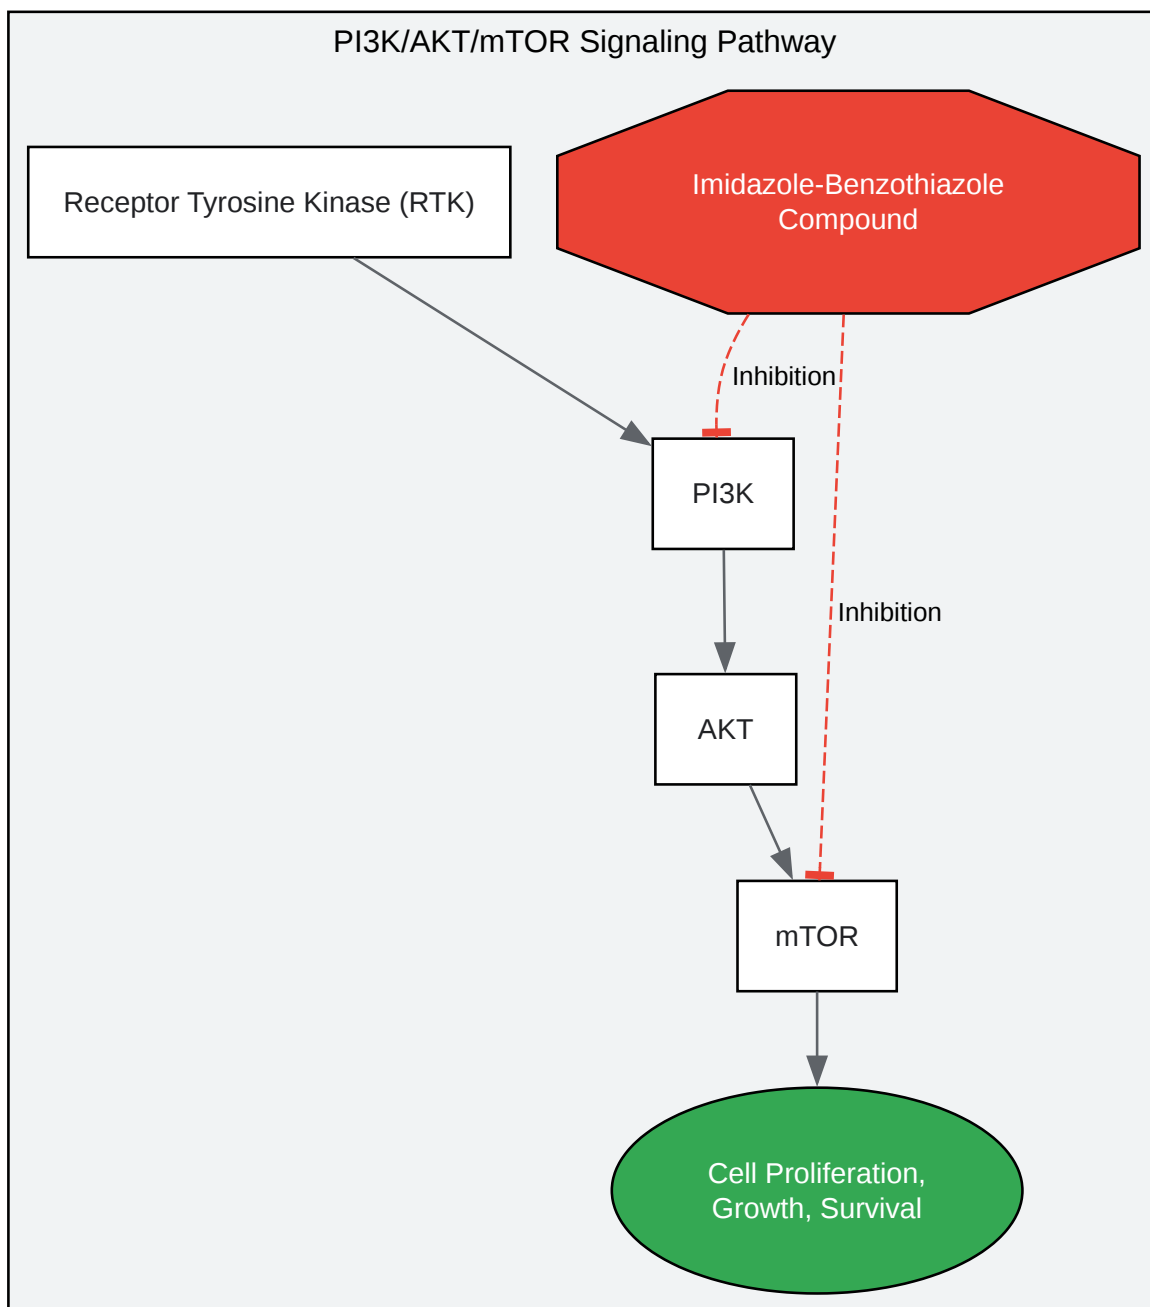 PI3K/AKT/mTOR Signaling Pathway
Receptor Tyrosine Kinase (RTK)
Imidazole-Benzothiazole
Compound
Inhibition
PI3K
Inhibition
AKT
mTOR
Cell Proliferation,
Growth, Survival